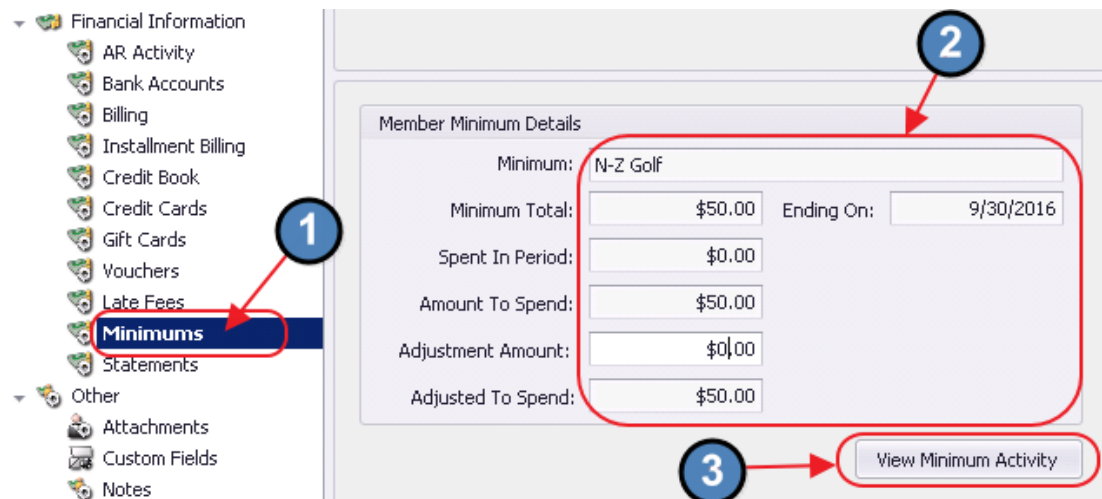 Financial Information
AR Activity
Bank Accounts
Billing
Installment Billing
Credit Book
Credit Cards
Gift Cards
Vouchers
Late Fees
Minimums
Statements
Other
Attachments
Custom Fields
Notes
1
2
Member Minimum Details
Minimum: N-Z Golf
Minimum Total: $50.00 Ending On: 9/30/2016
Spent In Period: $0.00
Amount To Spend: $50.00
Adjustment Amount: $0.00
Adjusted To Spend: $50.00
3
View Minimum Activity